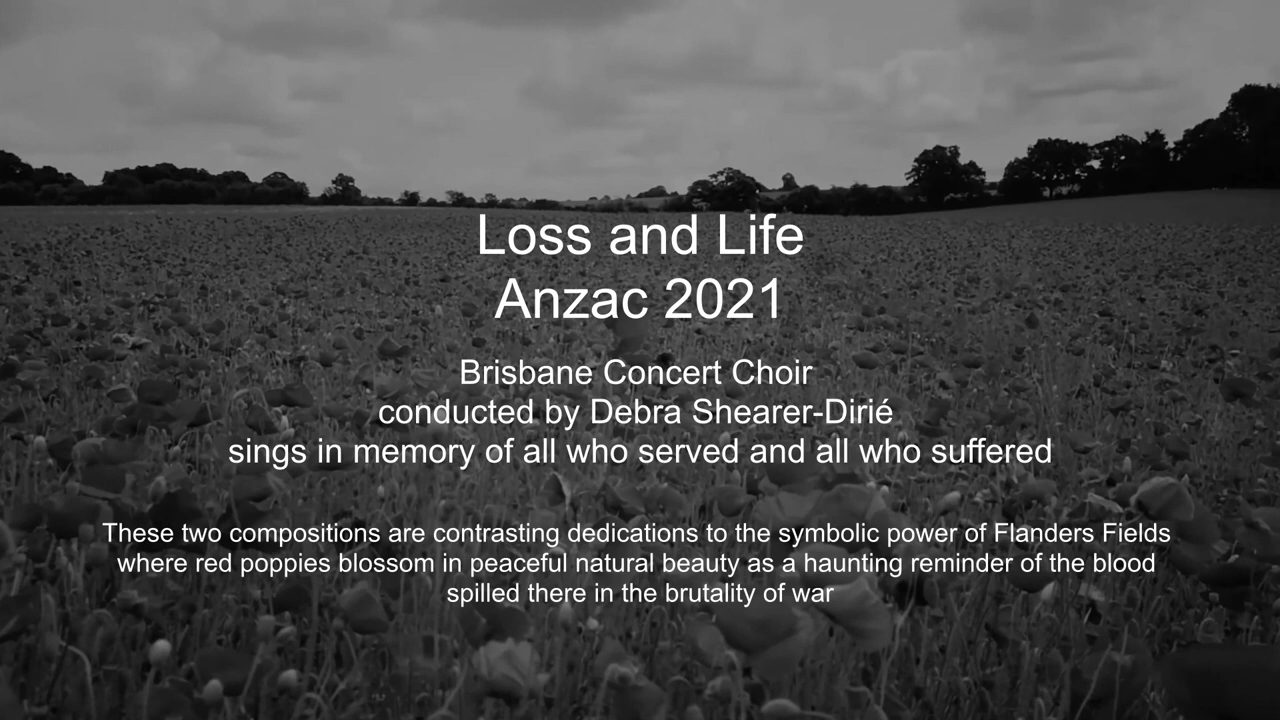 Loss and Life
Anzac 2021
Brisbane Concert Choir
conducted by Debra Shearer-Dirié
sings in memory of all who served and all who suffered
These two compositions are contrasting dedications to the symbolic power of Flanders Fields
where red poppies blossom in peaceful natural beauty as a haunting reminder of the blood
spilled there in the brutality of war